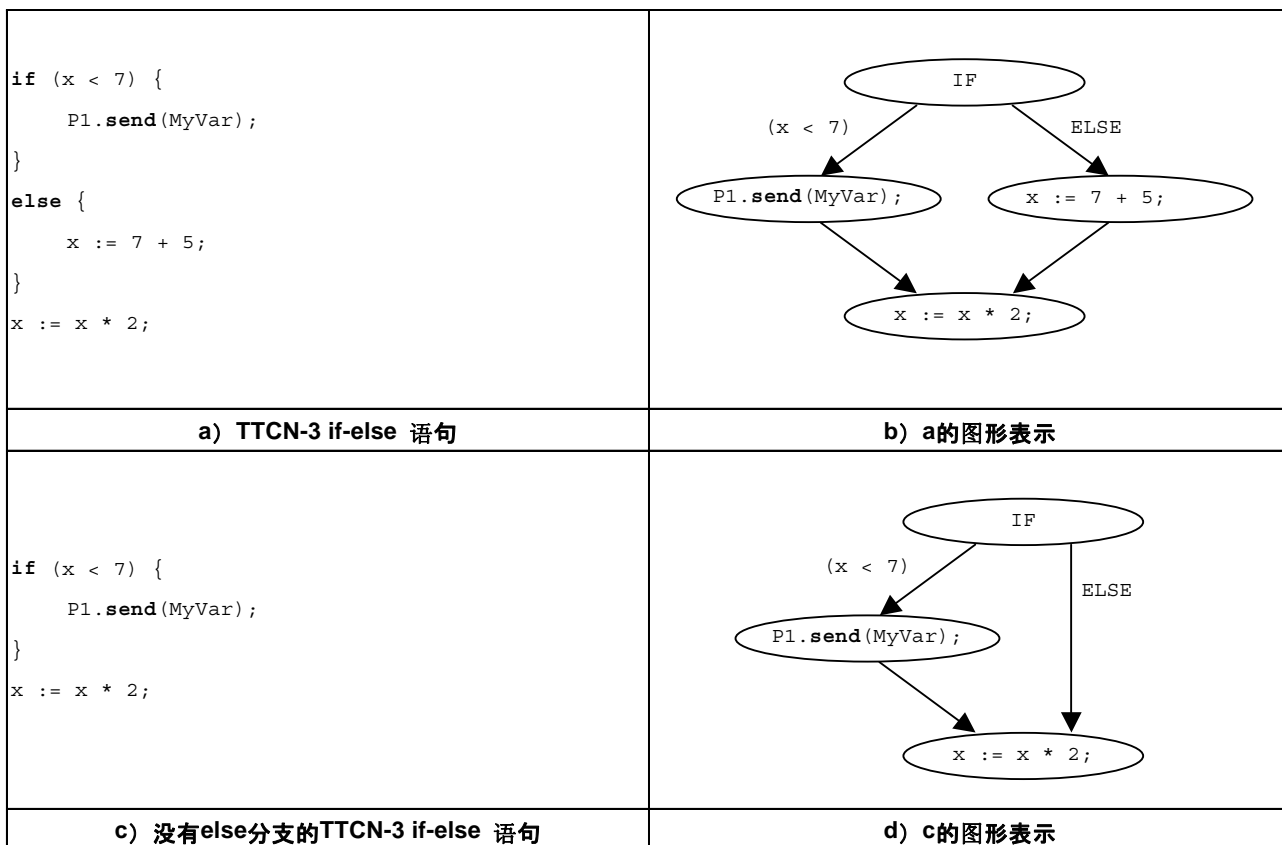 if (x < 7) {
P1.send(MyVar);
}
else {
x := 7 + 5;
}
x := x * 2;
IF
(x < 7)
ELSE
P1.send(MyVar);
x := 7 + 5;
x := x * 2;
a）TTCN-3 if-else 语句
b）a的图形表示
if (x < 7) {
P1.send(MyVar);
}
x := x * 2;
IF
(x < 7)
ELSE
P1.send(MyVar);
x := x * 2;
c）没有else分支的TTCN-3 if-else 语句
d）c的图形表示